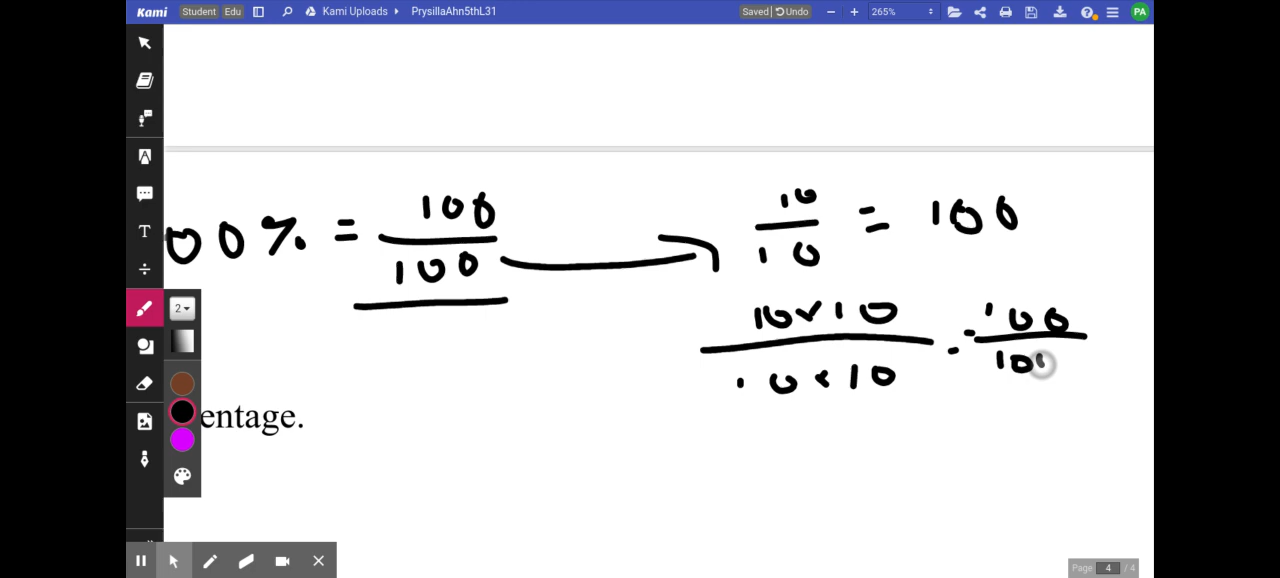 Kami Student Edu Kami Uploads PrysillaAhn5thL31 Saved Undo 265% PA
00% = 100/100
10/10 = 100
10×10/10×10 = 100/10
2
entage.
Page 4 / 4